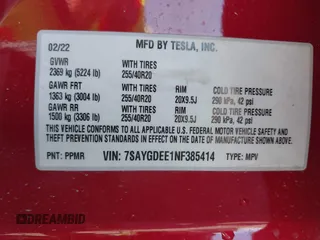 02/22 MFD BY TESLA, INC.
GVWR WITH TIRES
2369 kg (5224 lb) 255/40R20
GAWR FRT WITH TIRES RIM COLD TIRE PRESSURE
1363 kg (3004 lb) 255/40R20 20X9.5J 290 kPa, 42 psi
GAWR RR WITH TIRES RIM COLD TIRE PRESSURE
1500 kg (3306 lb) 255/40R20 20X9.5J 290 kPa, 42 psi
THIS VEHICLE CONFORMS TO ALL APPLICABLE U.S. FEDERAL MOTOR VEHICLE SAFETY AND
THEFT PREVENTION STANDARDS IN EFFECT ON THE DATE OF MANUFACTURE SHOWN ABOVE.
PNT: PPMR VIN: 7SAYGDEE1NF385414 TYPE: MPV
DREAMBID